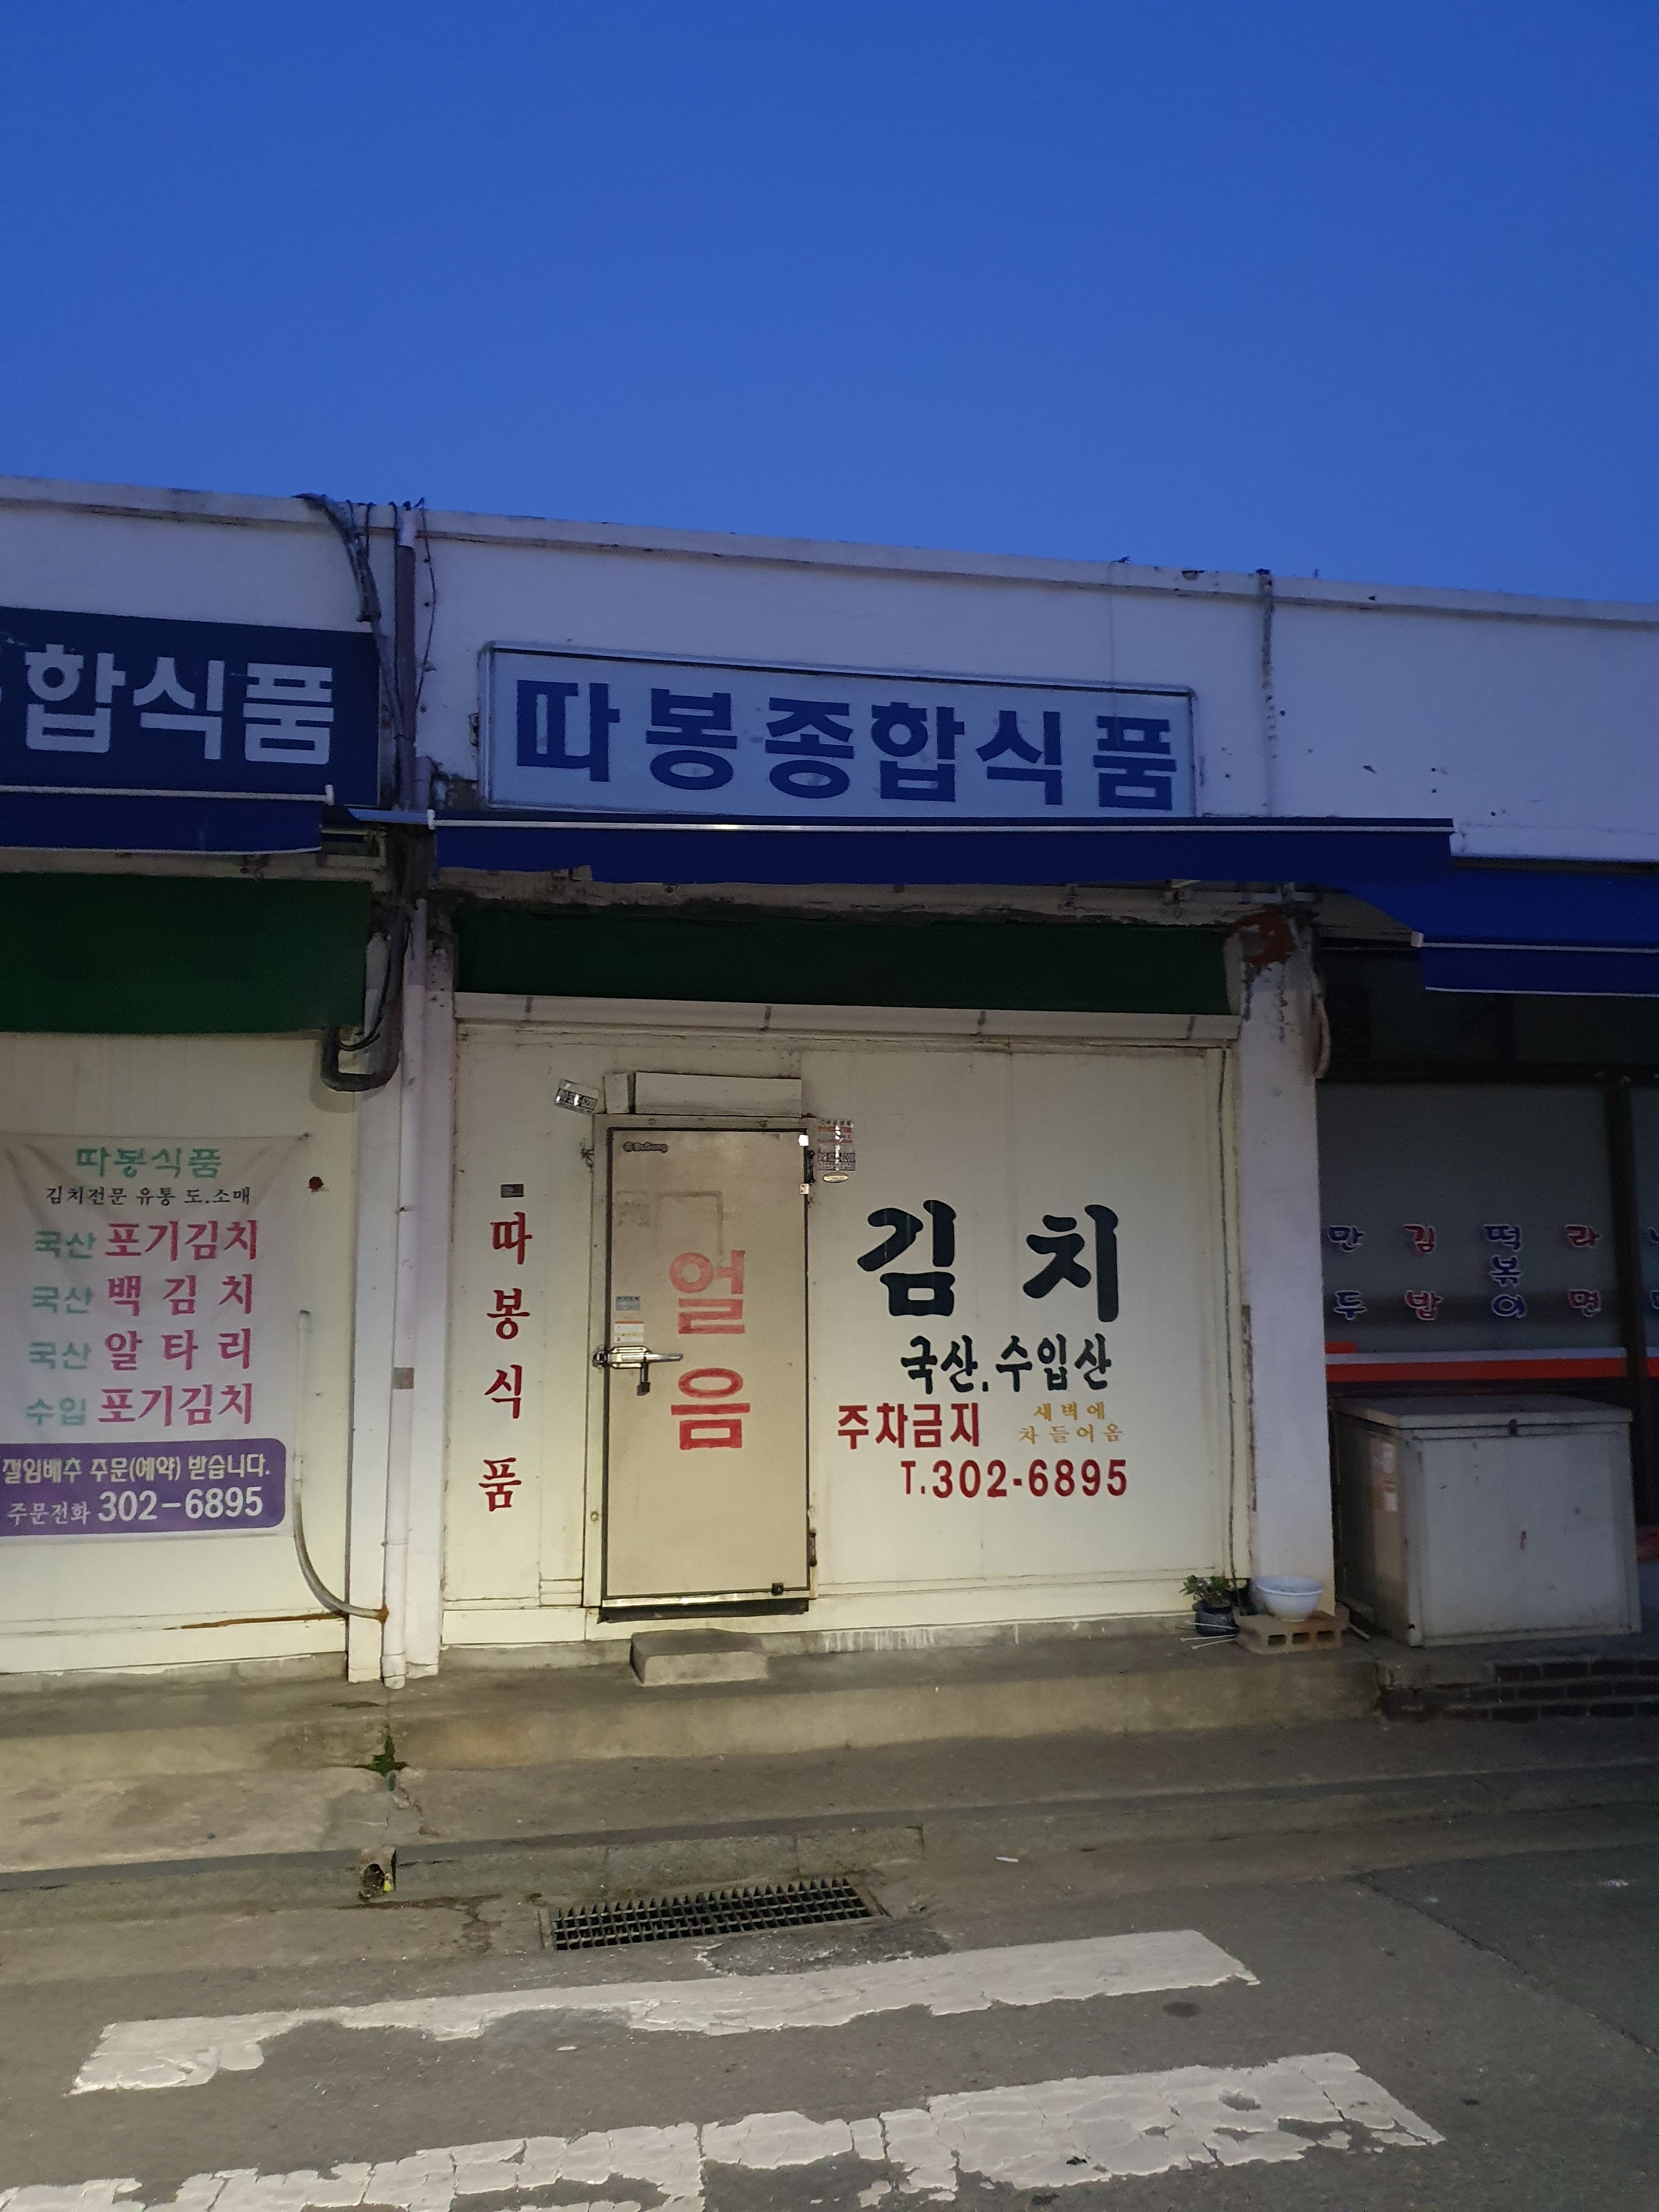 합식품
따봉종합식품
따봉식품
김치전문 유통 도.소매
국산 포기김치
국산 백김치
국산 알타리
수입 포기김치
절임배추 주문(예약) 받습니다.
주문전화 302-6895
따봉식품
얼음
김치
국산.수입산
주차금지
새벽에
차 들어옴
T.302-6895
만두
김밥
떡볶이
라면